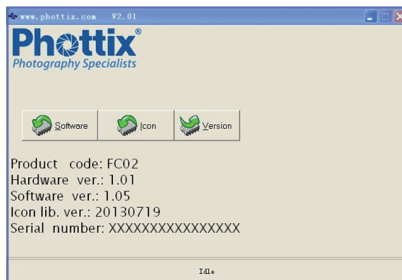 www.phottix.com V2.01
Phottix®
Photography Specialists
Software Icon Version
Product code: FC02
Hardware ver.: 1.01
Software ver.: 1.05
Icon lib. ver.: 20130719
Serial number: XXXXXXXXXXXXXXXX
Idle